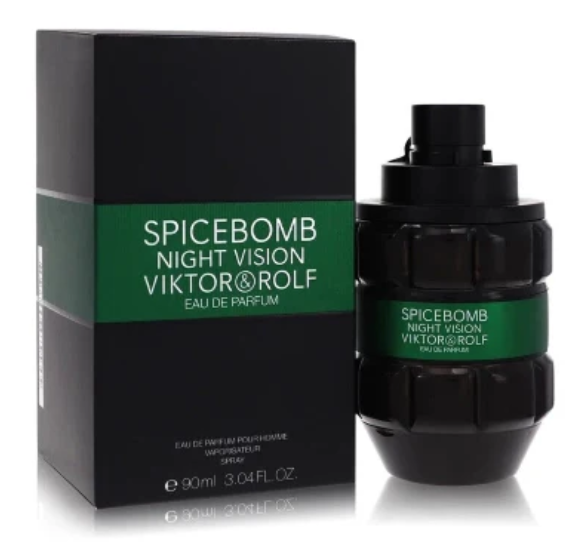 SPICEBOMB
NIGHT VISION
VIKTOR&ROLF
EAU DE PARFUM
EAU DE PARFUM POUR HOMME
VAPORISATEUR
SPRAY
e 90ml 3.04 FL. OZ.
SPICEBOMB
NIGHT VISION
VIKTOR&ROLF
EAU DE PARFUM